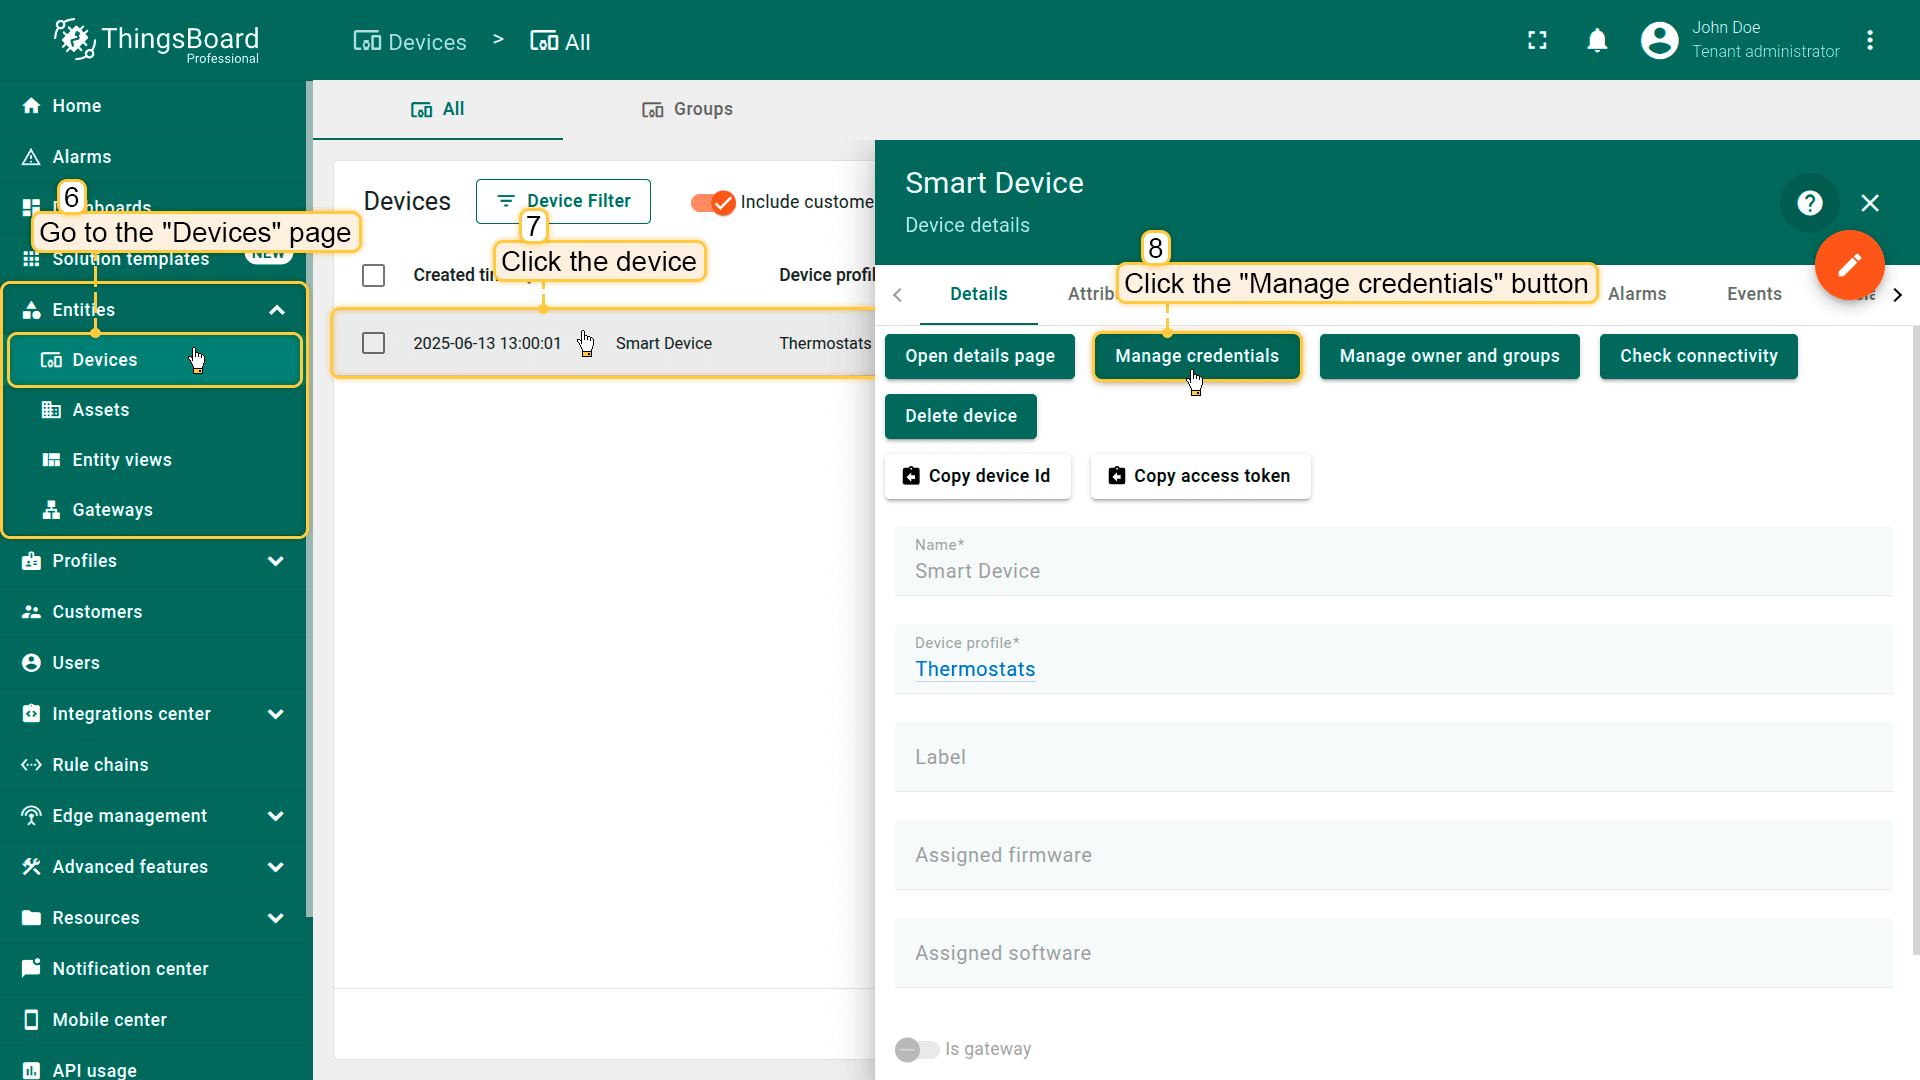 ThingsBoard
Professional
Devices > All
John Doe
Tenant administrator
Home
Alarms
6
Go to the "Devices" page
Solution templates
Entities
Devices
Assets
Entity views
Gateways
Profiles
Customers
Users
Integrations center
Rule chains
Edge management
Advanced features
Resources
Notification center
Mobile center
API usage
All
Groups
Devices
Device Filter
Include custome
7
Click the device
Created ti
Device profil
2025-06-13 13:00:01
Smart Device
Thermostats
Smart Device
Device details
?
8
Click the "Manage credentials" button
Details
Attrib
Alarms
Events
Open details page
Manage credentials
Manage owner and groups
Check connectivity
Delete device
Copy device Id
Copy access token
Name*
Smart Device
Device profile*
Thermostats
Label
Assigned firmware
Assigned software
Is gateway